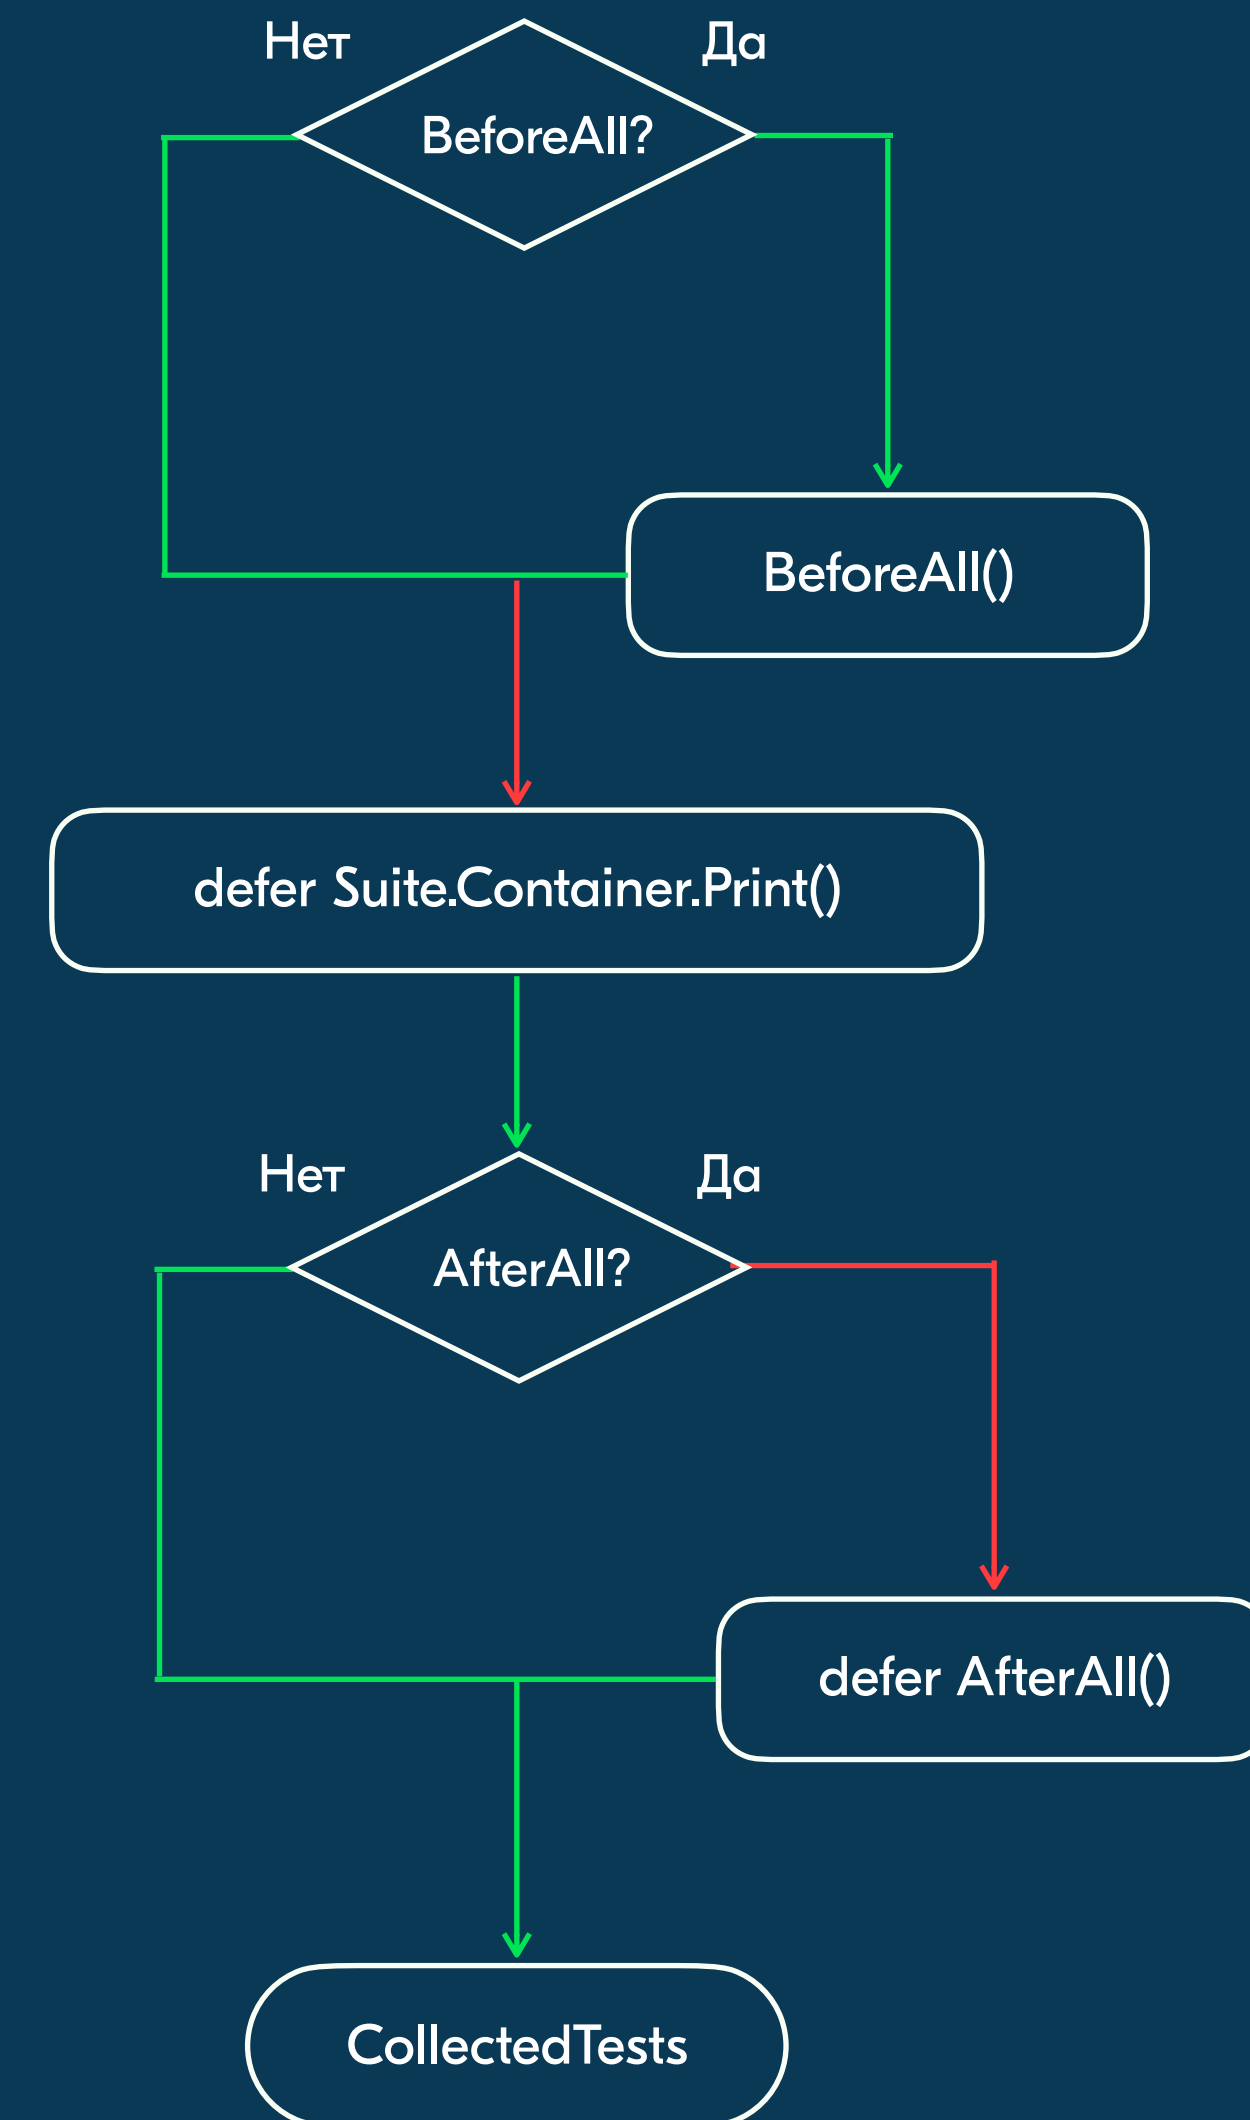 Нет
Да
BeforeAll?
BeforeAll()
defer Suite.Container.Print()
Нет
Да
AfterAll?
defer AfterAll()
CollectedTests